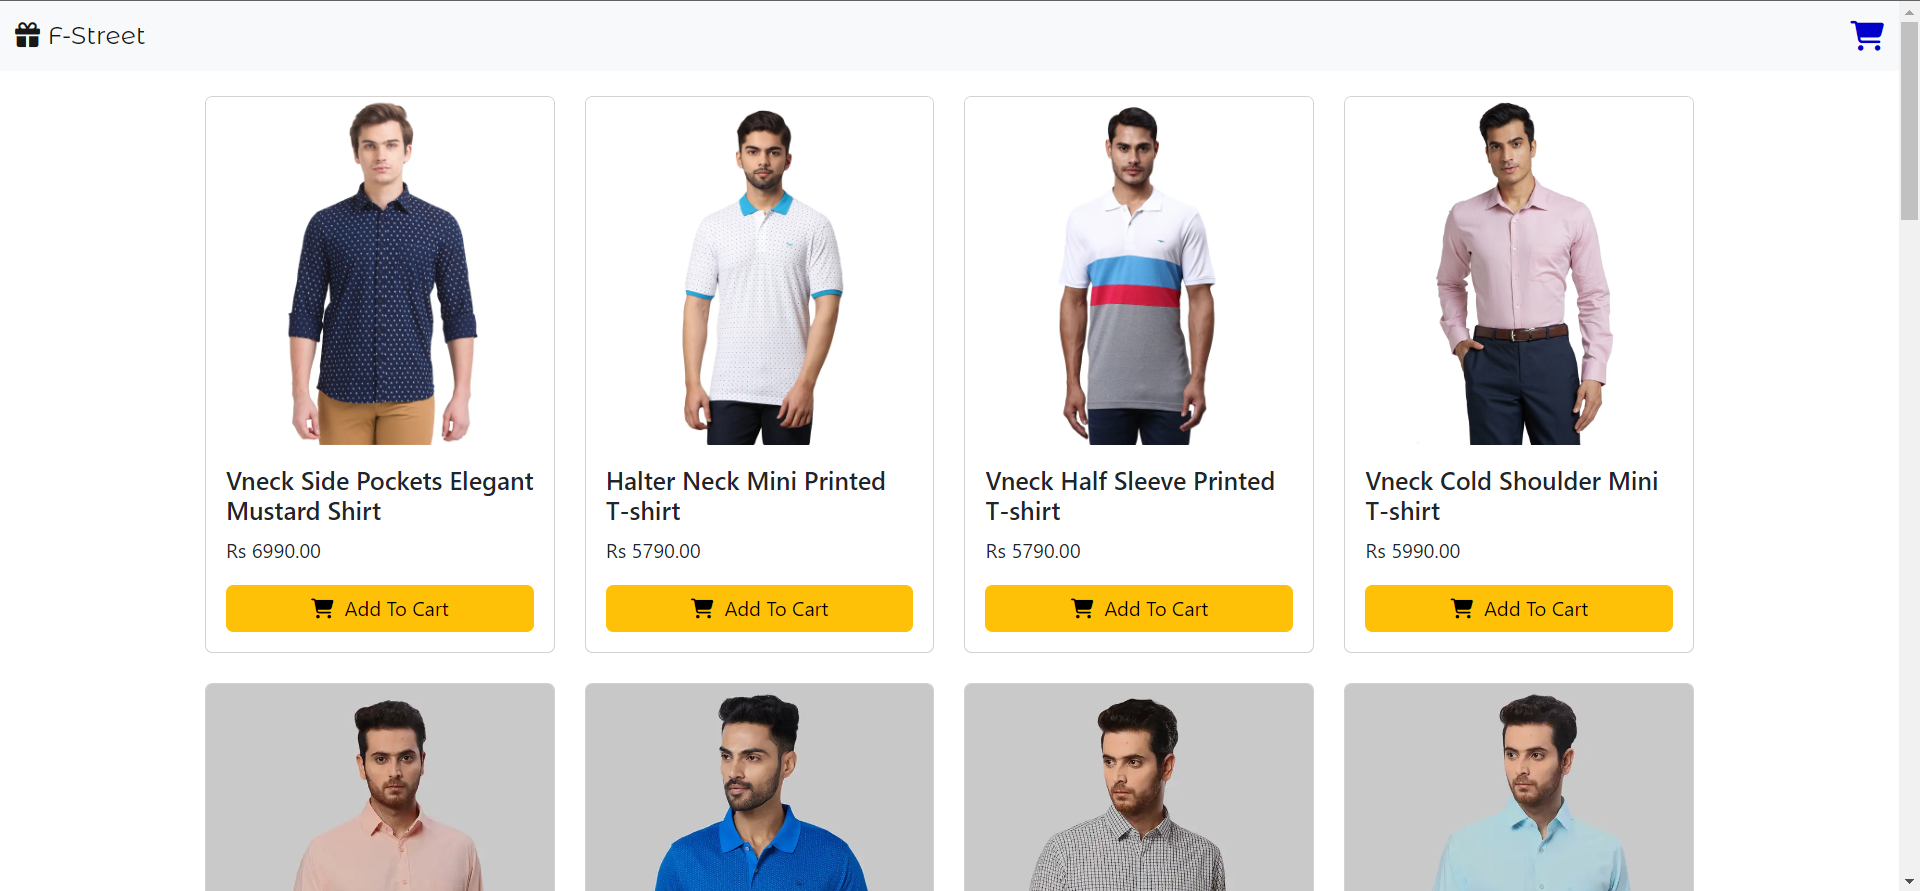 F-Street
Vneck Side Pockets Elegant
Mustard Shirt
Rs 6990.00
Add To Cart
Halter Neck Mini Printed
T-shirt
Rs 5790.00
Add To Cart
Vneck Half Sleeve Printed
T-shirt
Rs 5790.00
Add To Cart
Vneck Cold Shoulder Mini
T-shirt
Rs 5990.00
Add To Cart